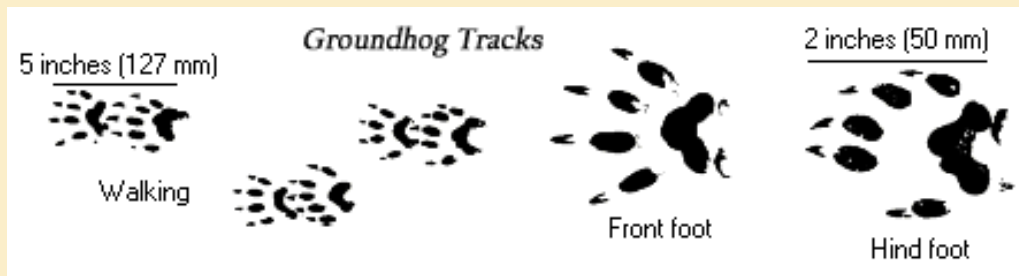 Groundhog Tracks
5 inches (127 mm)
2 inches (50 mm)
Walking
Front foot
Hind foot